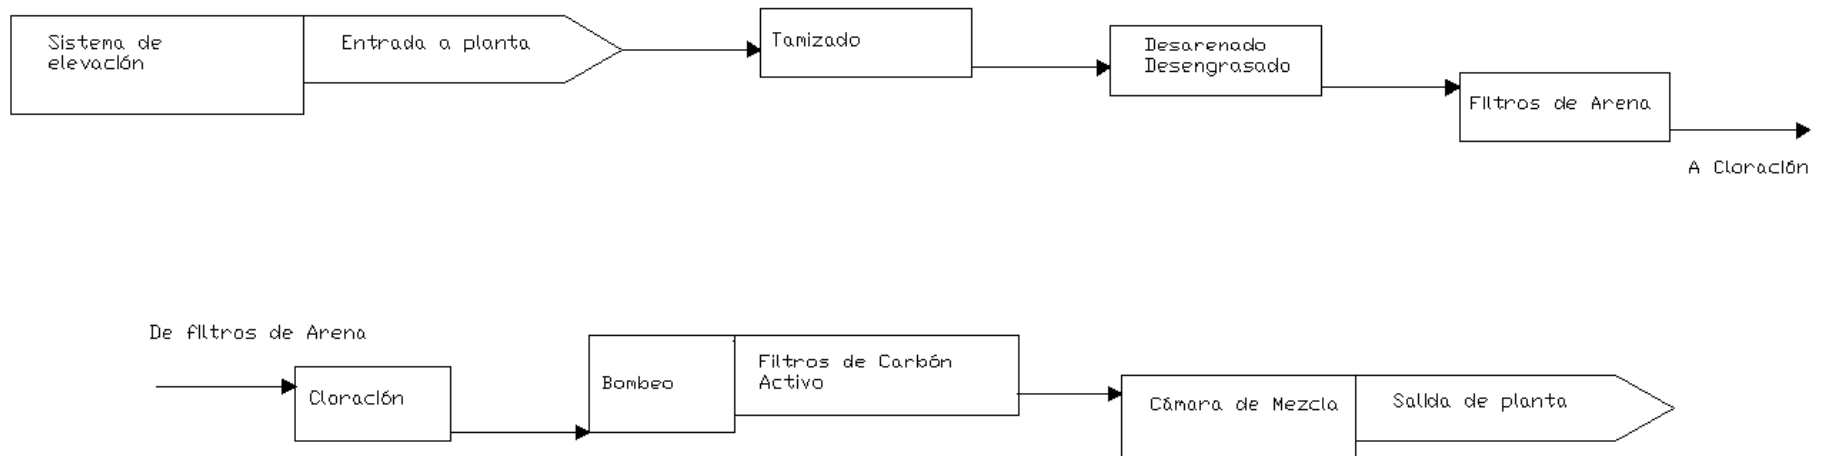 Sistema de
elevación
Entrada a planta
Tamizado
Desarenado
Desengrasado
Filtros de Arena
A Cloración
De filtros de Arena
Cloración
Bombeo
Filtros de Carbón
Activo
Cámara de Mezcla
Salida de planta